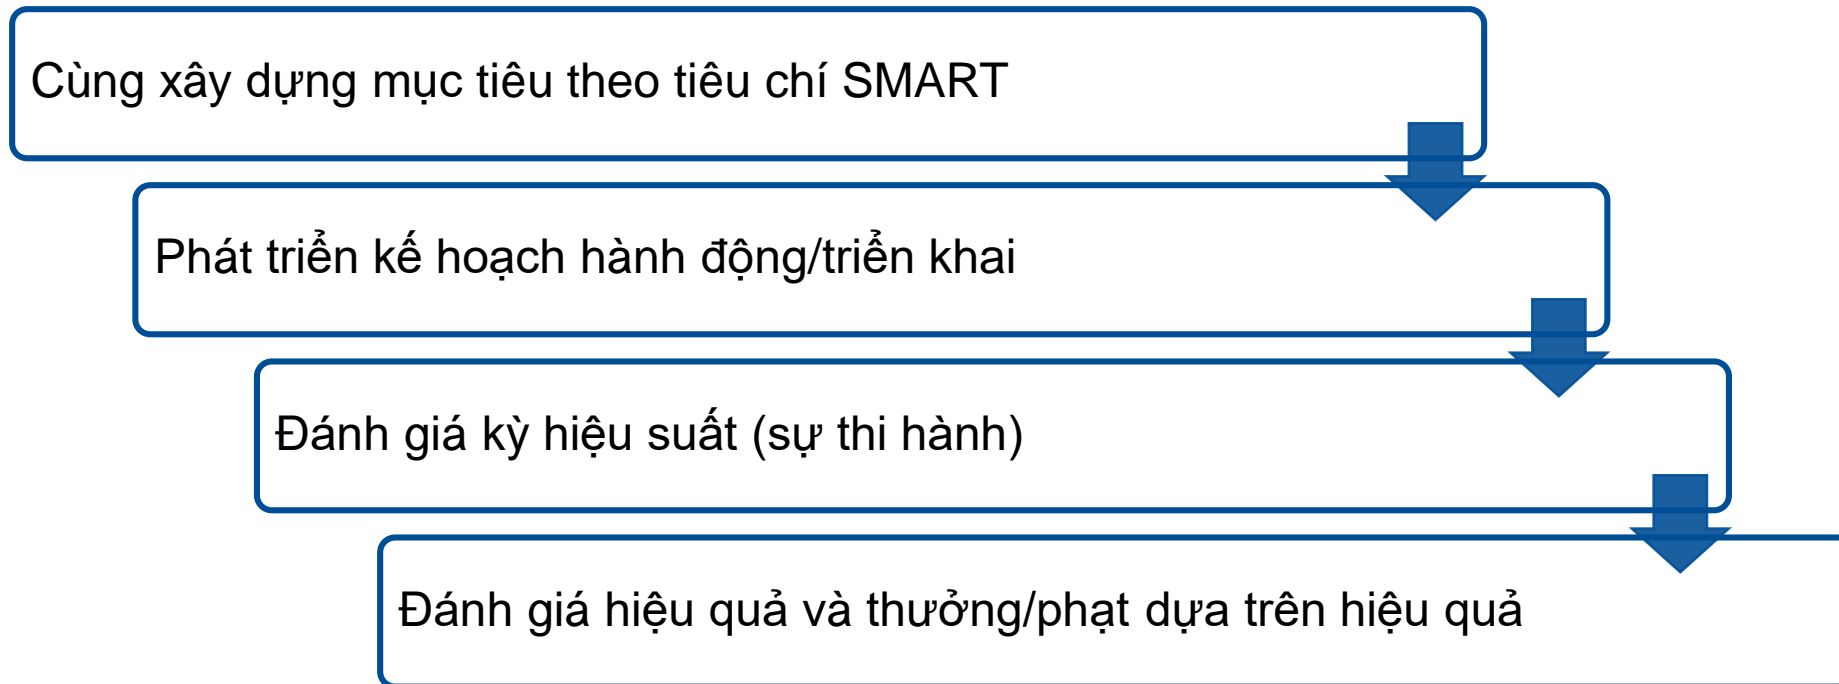 Cùng xây dựng mục tiêu theo tiêu chí SMART
Phát triển kế hoạch hành động/triển khai
Đánh giá kỳ hiệu suất (sự thi hành)
Đánh giá hiệu quả và thưởng/phạt dựa trên hiệu quả